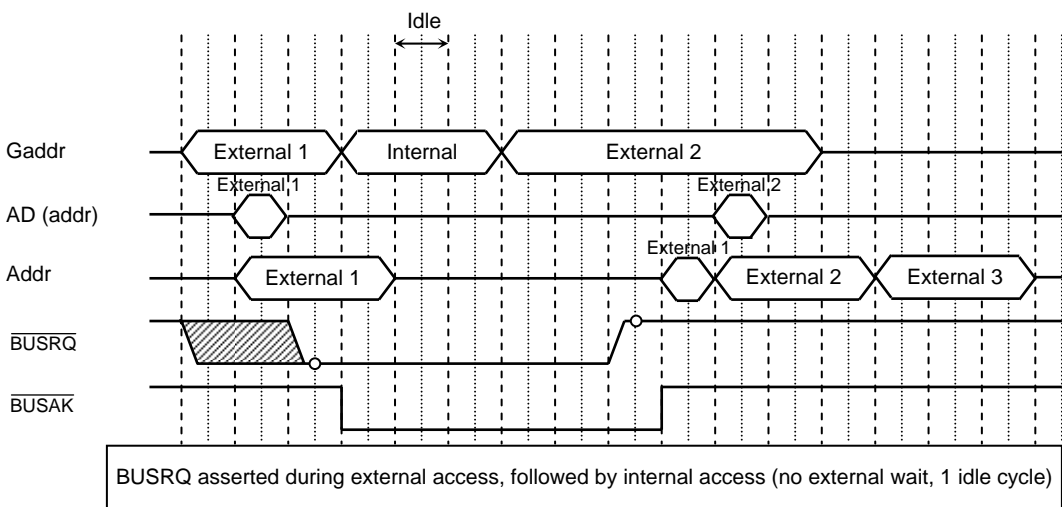 Idle
Gaddr External 1 Internal External 2
External 1 External 2
AD (addr)
External 1
Addr External 1 External 2 External 3
BUSRQ
BUSAK
BUSRQ asserted during external access, followed by internal access (no external wait, 1 idle cycle)